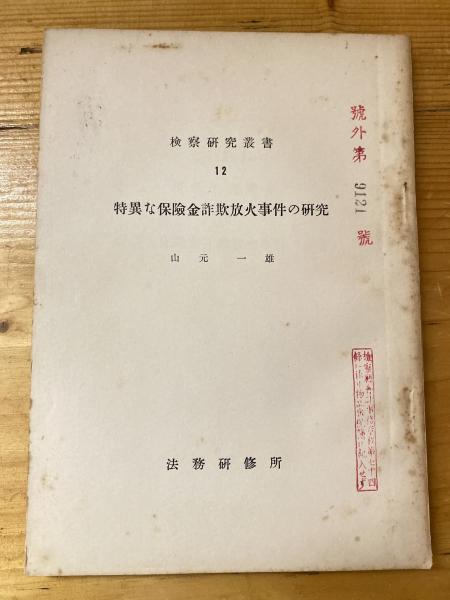 検察研究叢書
12
特異な保険金詐欺放火事件の研究
山元一雄
法務研修所
號外第 9121 號